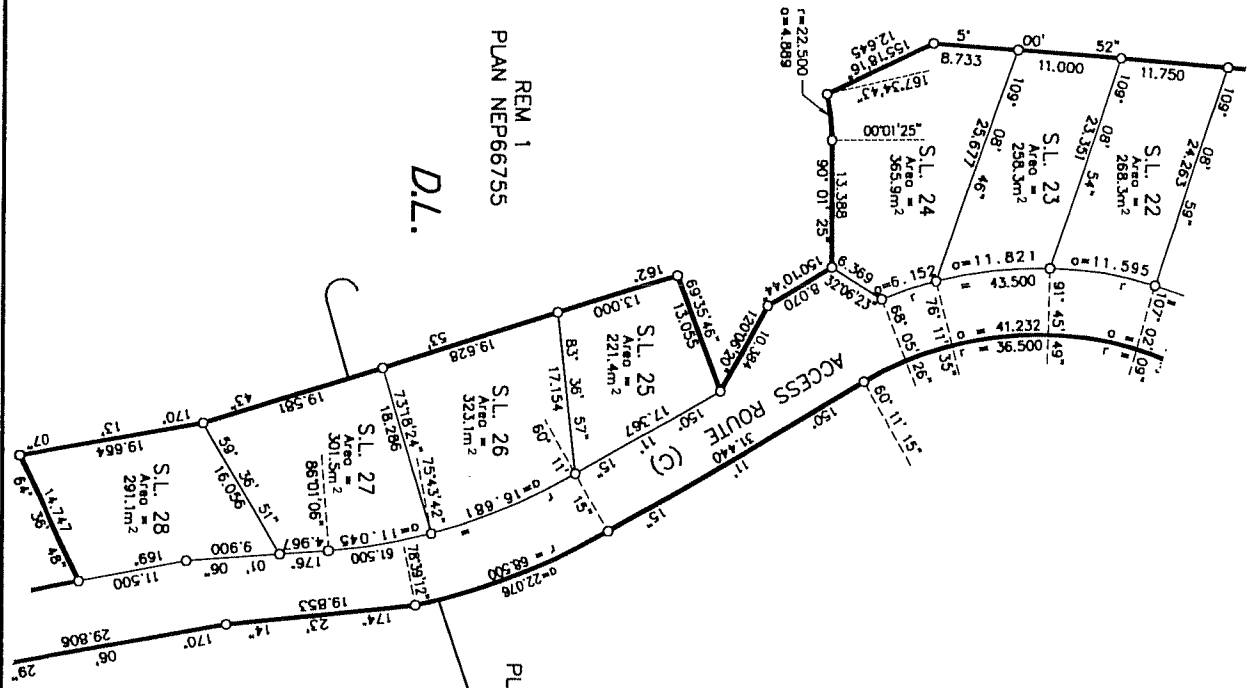 r=22.500
a=4.889
12.645
155°18'16"
167°34'43"
5'
8.733
00'
11.000
52"
11.750
109°
08'
46"
25.677
109°
08'
54"
23.351
109°
08'
59"
24.263
S.L. 22
Area =
268.3m²
S.L. 23
Area =
258.3m²
S.L. 24
Area =
365.9m²
0°01'25"
13.388
90° 01' 25"
6.369
32°06'23"
a=6.152
a=11.821
a=11.595
r = 43.500
68° 05' 26"
76° 11' 35"
91° 45' 49"
107° 02' 09"
a = 41.232
r = 36.500
a
r
150°10'44"
8.070
120°06'20"
10.384
REM 1
PLAN NEP66755
D.L.
162°
13.000
69°35'46"
13.055
53'
19.628
43"
19.581
S.L. 25
Area =
221.4m²
83° 36' 57"
17.154
150° 11' 15"
17.367
60° 11' 15"
ACCESS ROUTE (C)
150° 11' 15"
31.440
60° 11' 15"
S.L. 26
Area =
323.1m²
73°18'24"
18.286
75°43'42"
a=16.681
r =
S.L. 27
Area =
301.5m²
86°01'06"
59° 36' 51"
16.056
a=11.045
61.500
4.967
176° 01' 06"
9.900
170° 13' 07"
19.664
S.L. 28
Area =
291.1m²
64° 36' 48"
14.747
169°
11.500
78°39'12"
r = 68.500
a=22.076
174° 23' 14"
19.853
170° 06' 29"
29.806
PL